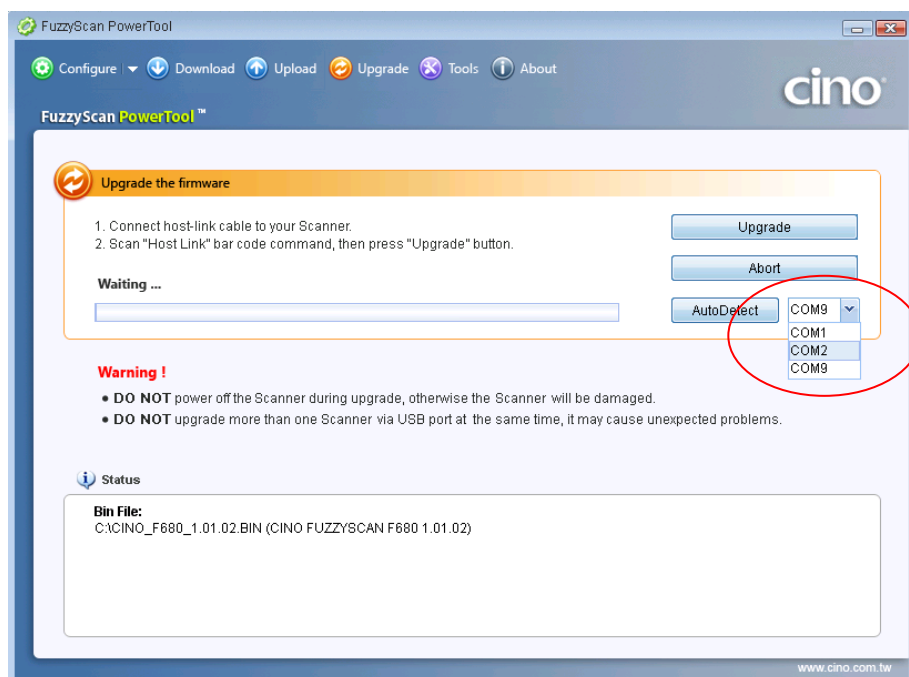 FuzzyScan PowerTool
Configure Download Upload Upgrade Tools About
cino
FuzzyScan PowerTool ™
Upgrade the firmware
1. Connect host-link cable to your Scanner.
2. Scan "Host Link" bar code command, then press "Upgrade" button.
Upgrade
Abort
Waiting ...
AutoDetect COM9
COM1
COM2
COM9
Warning !
• DO NOT power off the Scanner during upgrade, otherwise the Scanner will be damaged.
• DO NOT upgrade more than one Scanner via USB port at the same time, it may cause unexpected problems.
Status
Bin File:
C:\CINO_F680_1.01.02.BIN (CINO FUZZYSCAN F680 1.01.02)
www.cino.com.tw